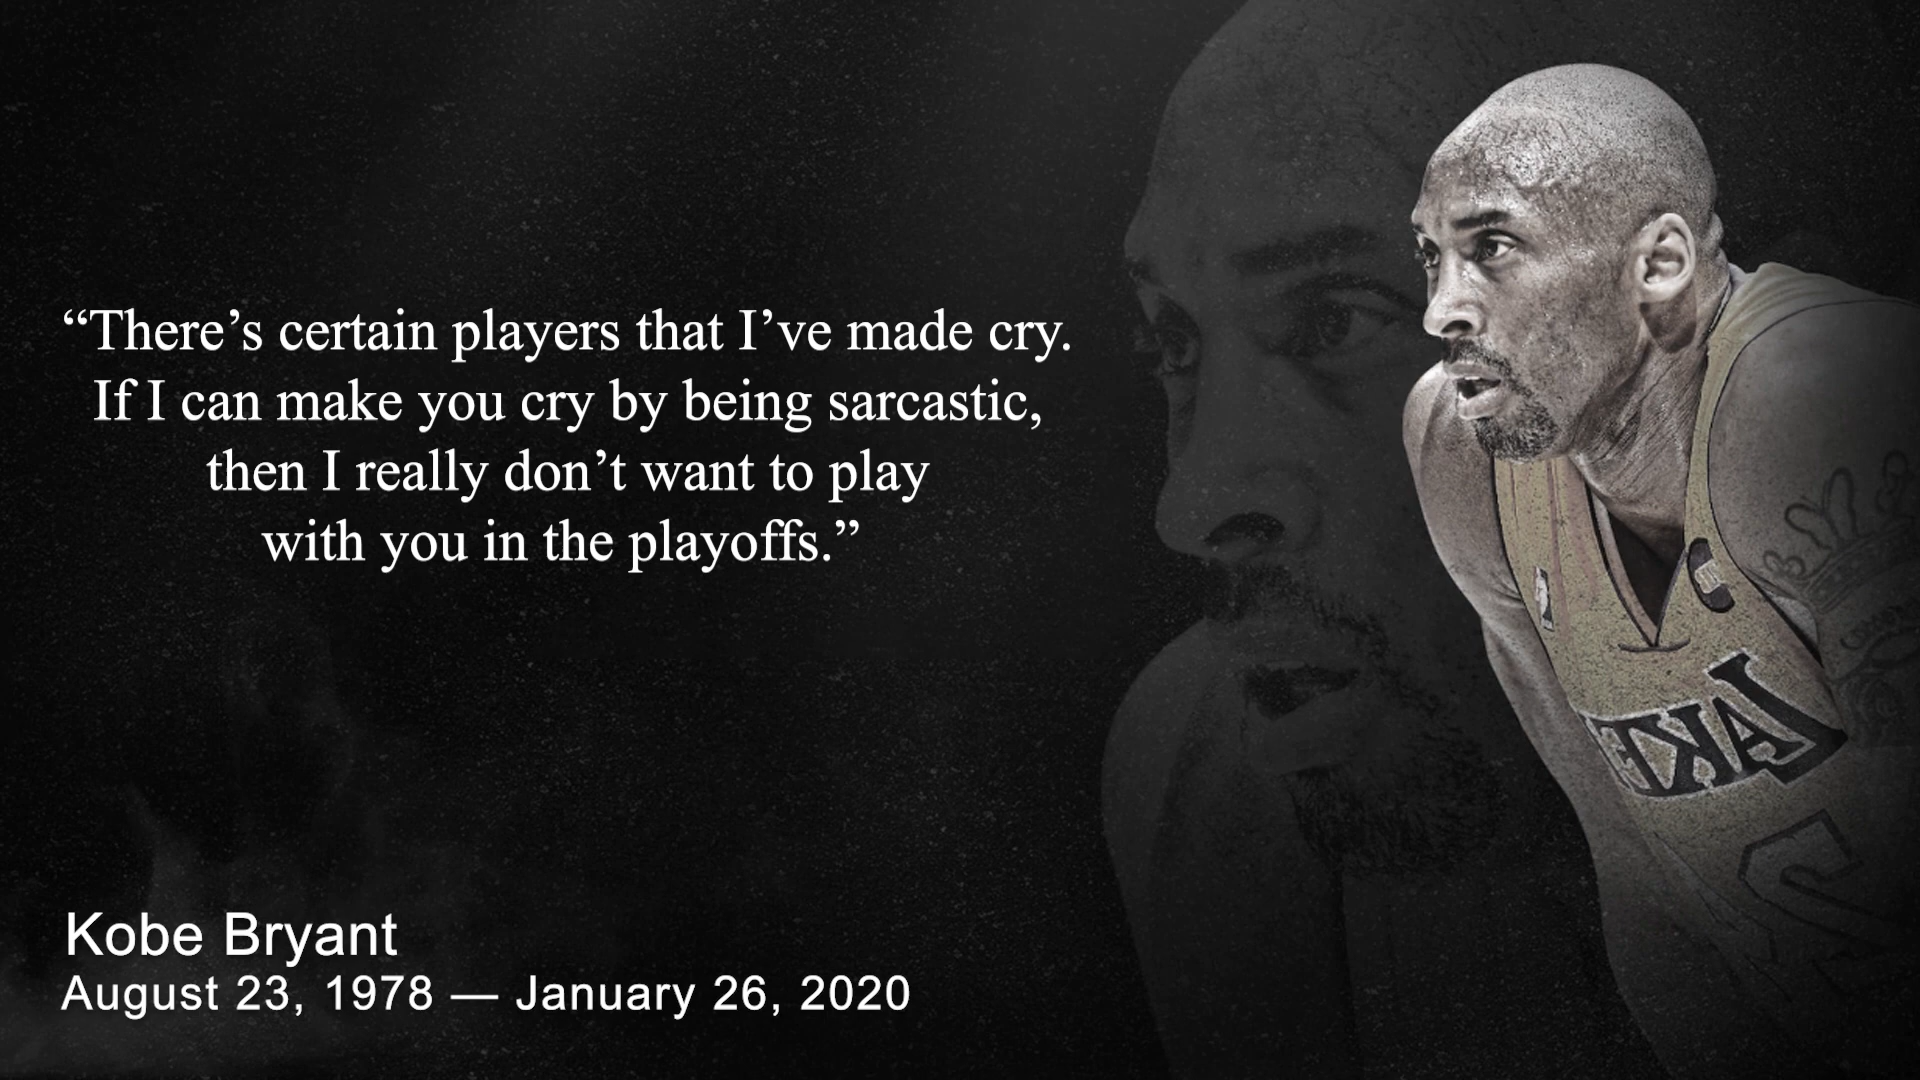 “There’s certain players that I’ve made cry.
If I can make you cry by being sarcastic,
then I really don’t want to play
with you in the playoffs.”
LAKE
Kobe Bryant
August 23, 1978 — January 26, 2020